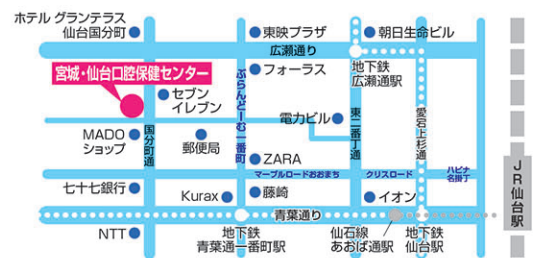 ホテル グランテラス
仙台国分町
東映プラザ
朝日生命ビル
広瀬通り
宮城・仙台口腔保健センター
フォーラス
地下鉄
広瀬通駅
セブン
イレブン
ぶらんどーむ一番町
電力ビル
東二番丁通
愛宕上杉通
国分町通
MADO
ショップ
郵便局
ZARA
マーブルロードおおまち
クリスロード
ハピナ
名掛丁
JR仙台駅
七十七銀行
Kurax
藤崎
イオン
青葉通り
NTT
地下鉄
青葉通一番町駅
仙石線
あおば通駅
地下鉄
仙台駅